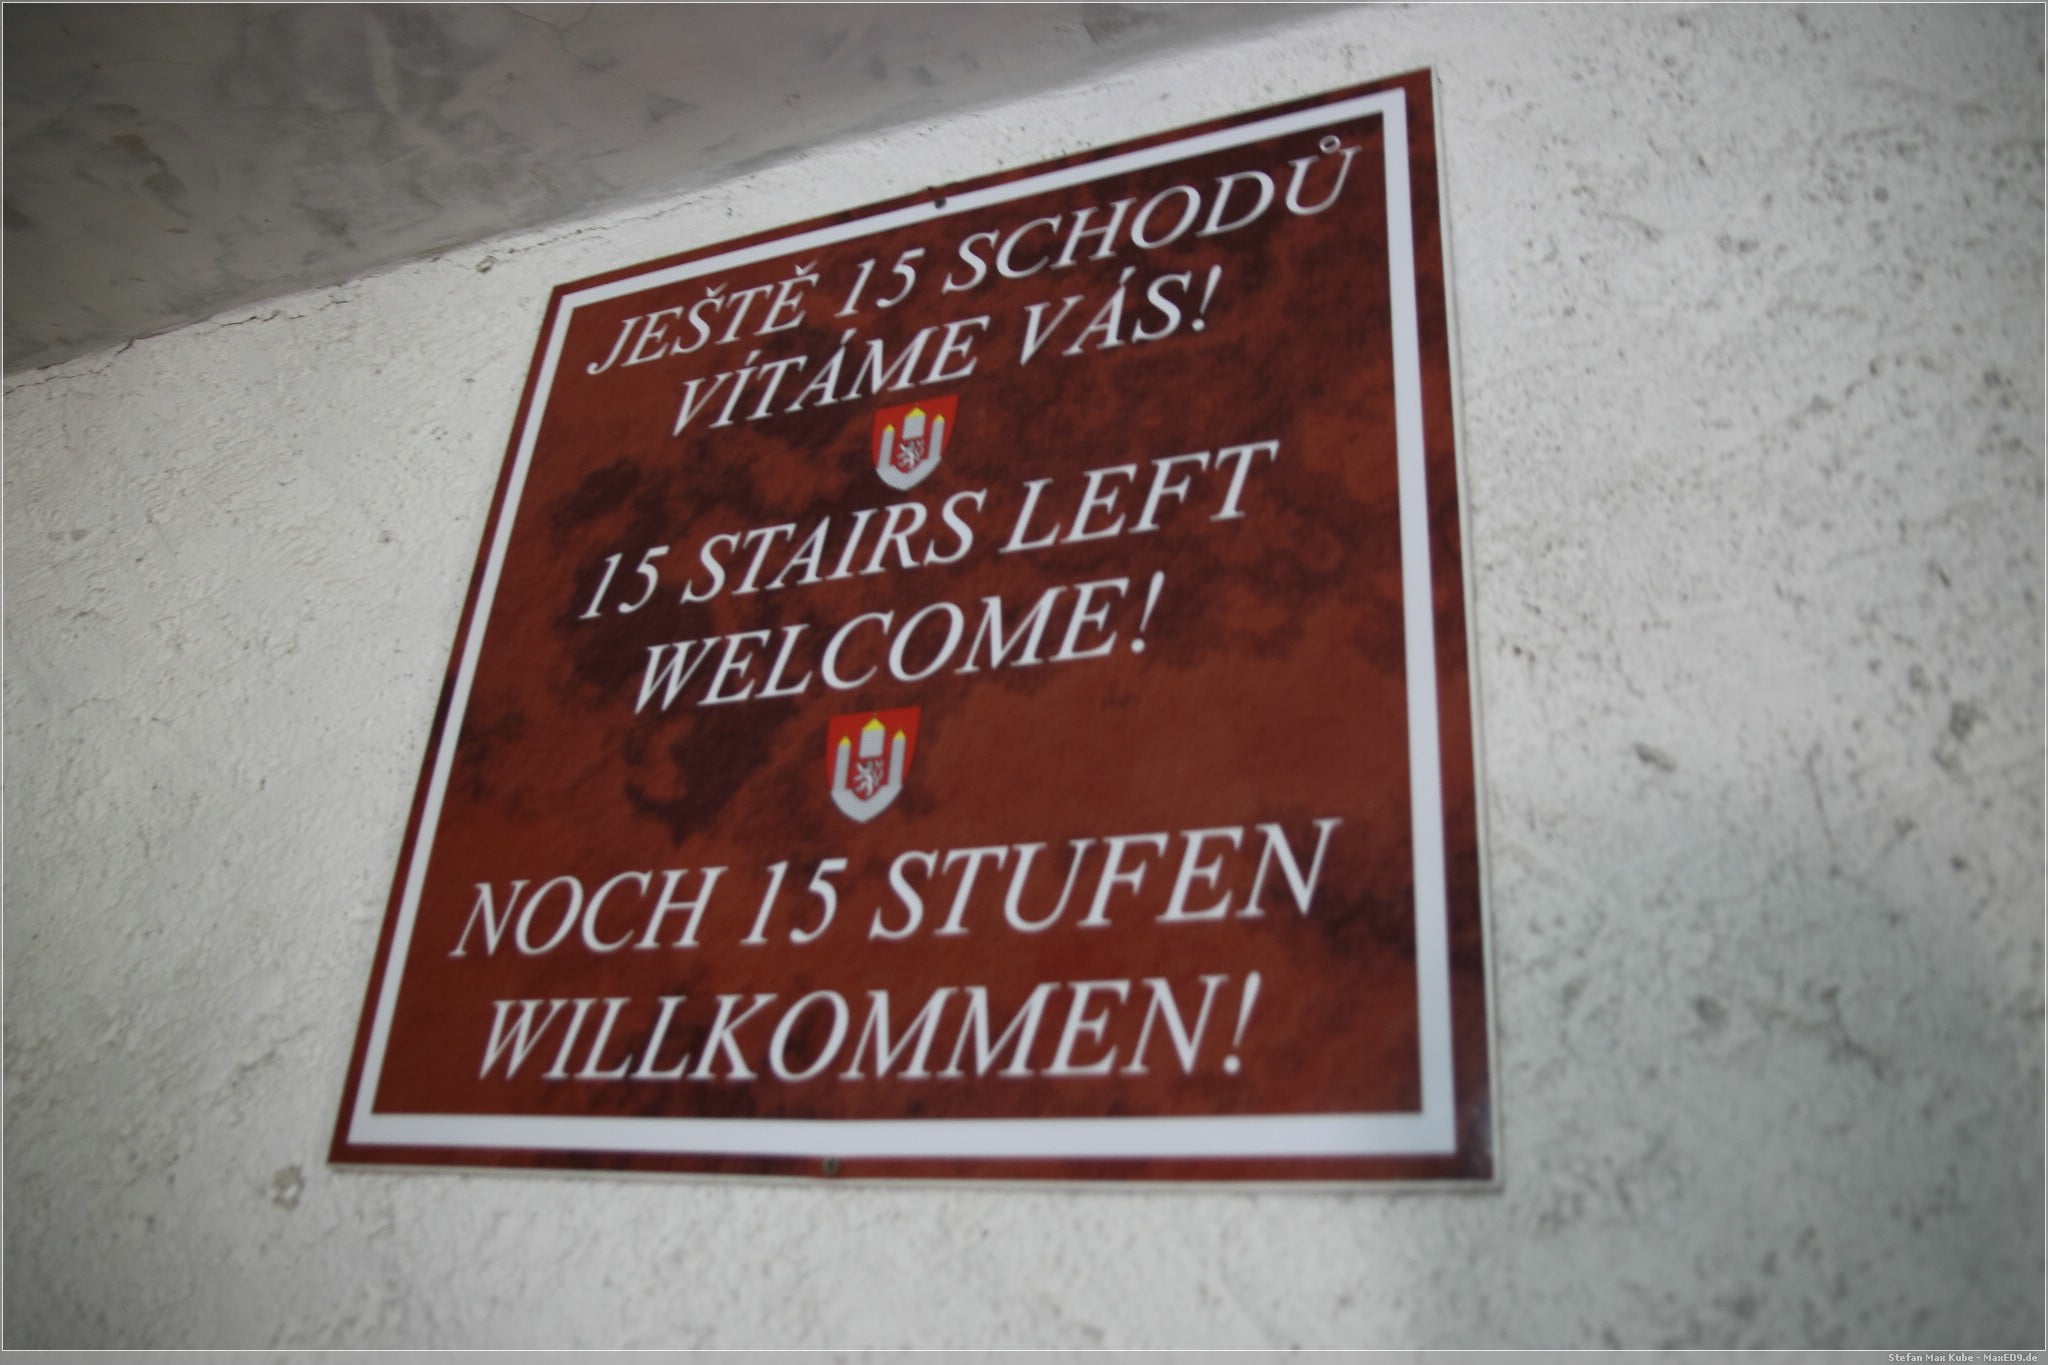 JEŠTĚ 15 SCHODŮ
VÍTÁME VÁS!
15 STAIRS LEFT
WELCOME!
NOCH 15 STUFEN
WILLKOMMEN!
Stefan Max Kube - MaxED9.de